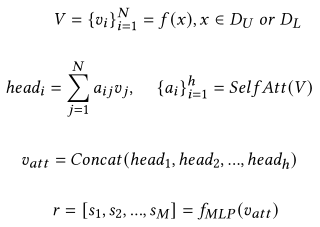 V = {v_i}_{i=1}^{N} = f(x), x ∈ D_U or D_L
head_i = \sum_{j=1}^{N} a_{ij}v_j, {a_i}_{i=1}^{h} = SelfAtt(V)
v_{att} = Concat(head_1, head_2, ..., head_h)
r = [s_1, s_2, ..., s_M] = f_{MLP}(v_{att})